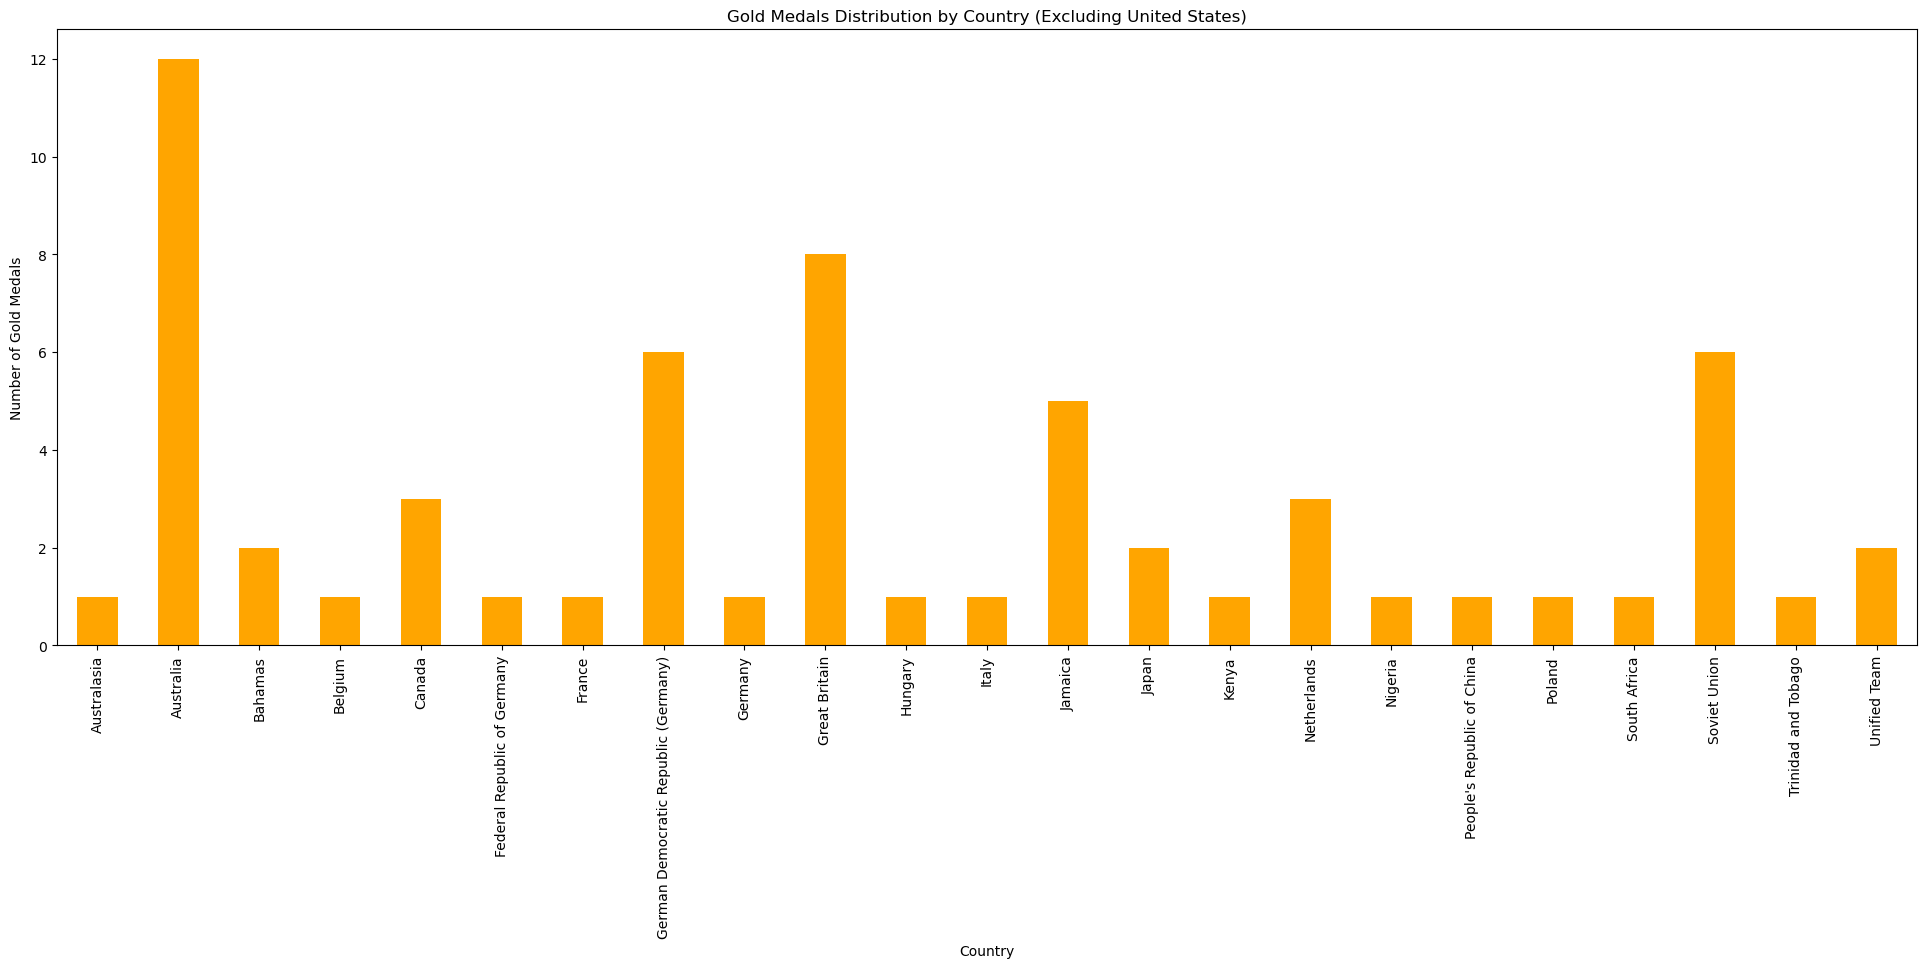 Gold Medals Distribution by Country (Excluding United States)
Number of Gold Medals
12
10
8
6
4
2
0
Australasia
Australia
Bahamas
Belgium
Canada
Federal Republic of Germany
France
German Democratic Republic (Germany)
Germany
Great Britain
Hungary
Italy
Jamaica
Japan
Kenya
Netherlands
Nigeria
People's Republic of China
Poland
South Africa
Soviet Union
Trinidad and Tobago
Unified Team
Country